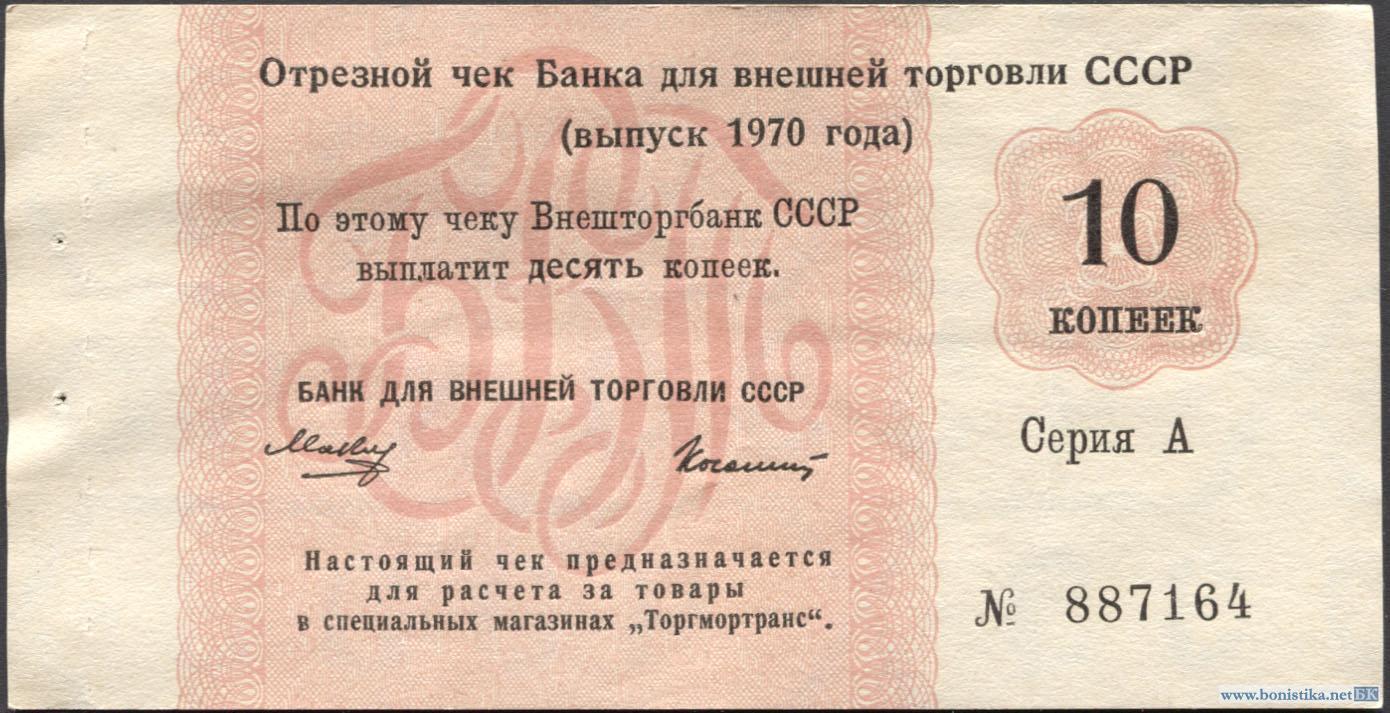 Отрезной чек Банка для внешней торговли СССР
(выпуск 1970 года)
По этому чеку Внешторгбанк СССР
выплатит десять копеек.
10
КОПЕЕК
БАНК ДЛЯ ВНЕШНЕЙ ТОРГОВЛИ СССР
Серия А
Настоящий чек предназначается
для расчета за товары
в специальных магазинах „Торгмортранс“.
№ 887164
www.bonistika.net БК